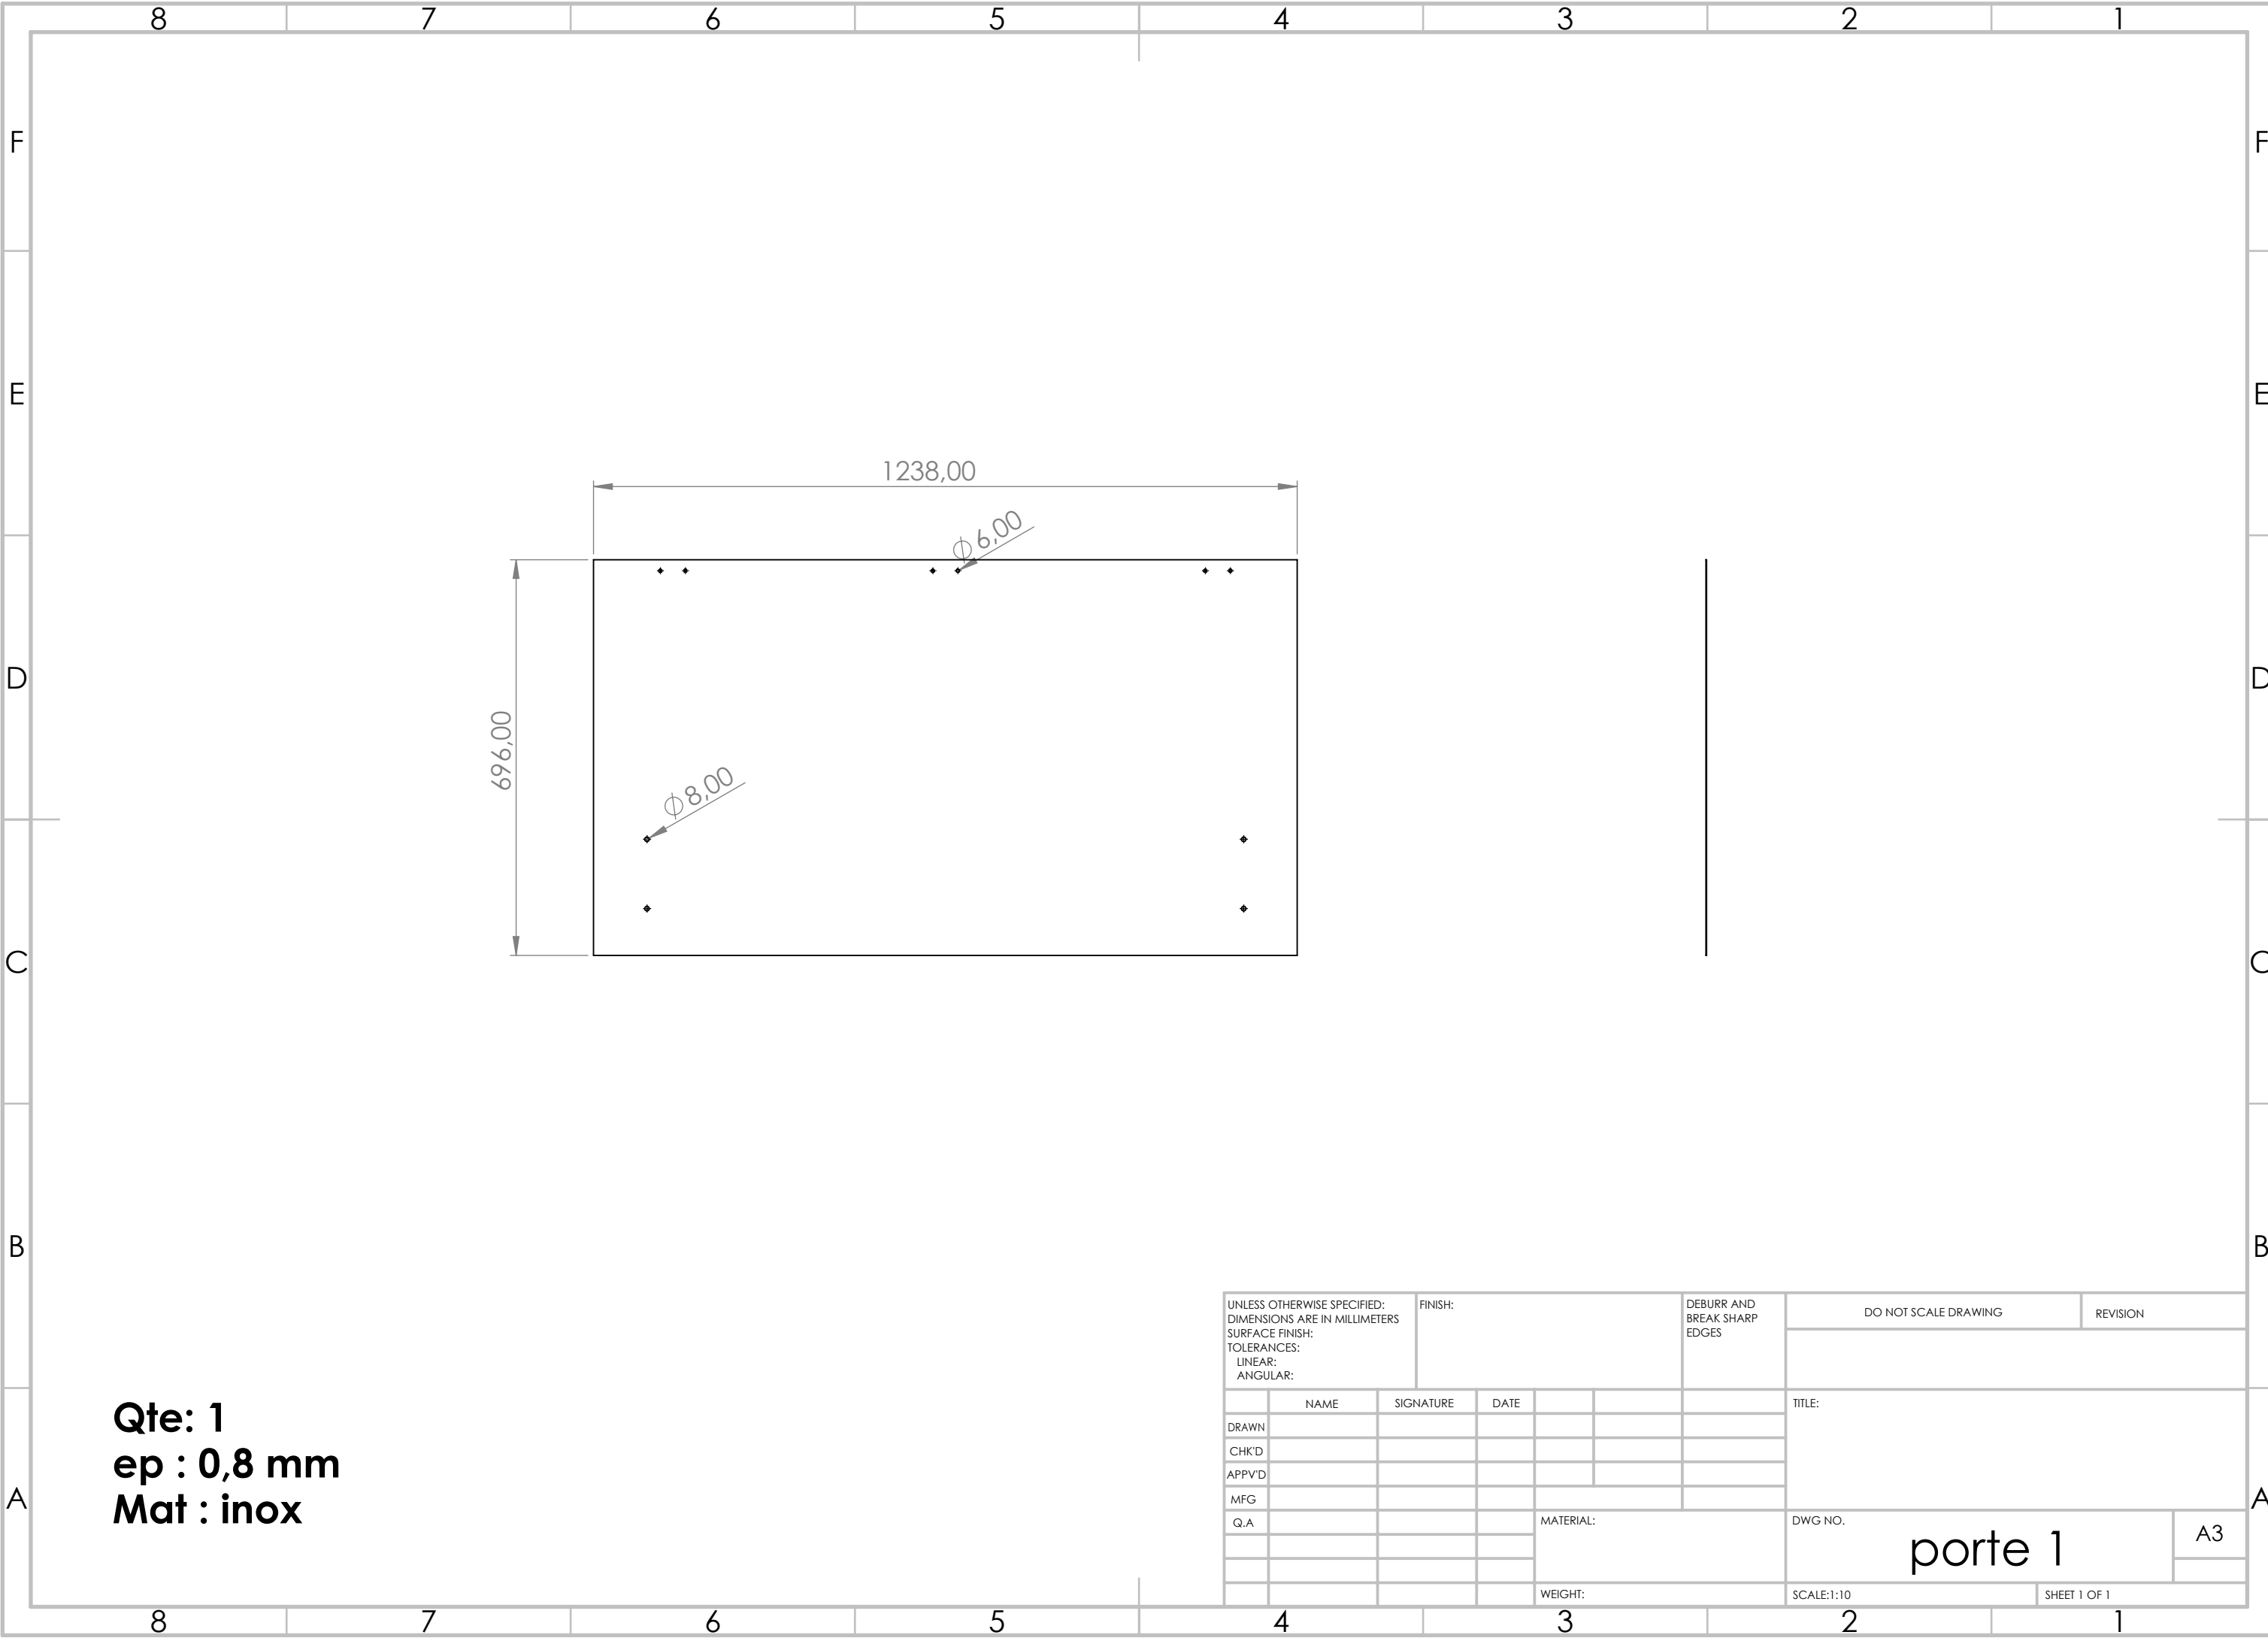 8 7 6 5 4 3 2 1
F F
E E
1238,00
⌀ 6,00
D D
696,00
⌀ 8,00
C C
B B
UNLESS OTHERWISE SPECIFIED:
DIMENSIONS ARE IN MILLIMETERS
SURFACE FINISH:
TOLERANCES:
LINEAR:
ANGULAR:
FINISH:
DEBURR AND
BREAK SHARP
EDGES
DO NOT SCALE DRAWING
REVISION
NAME SIGNATURE DATE
TITLE:
DRAWN
CHK'D
APPV'D
MFG
Q.A
MATERIAL:
DWG NO.
porte 1
A3
WEIGHT:
SCALE:1:10
SHEET 1 OF 1
Qte: 1
ep : 0,8 mm
Mat : inox
A A
8 7 6 5 4 3 2 1